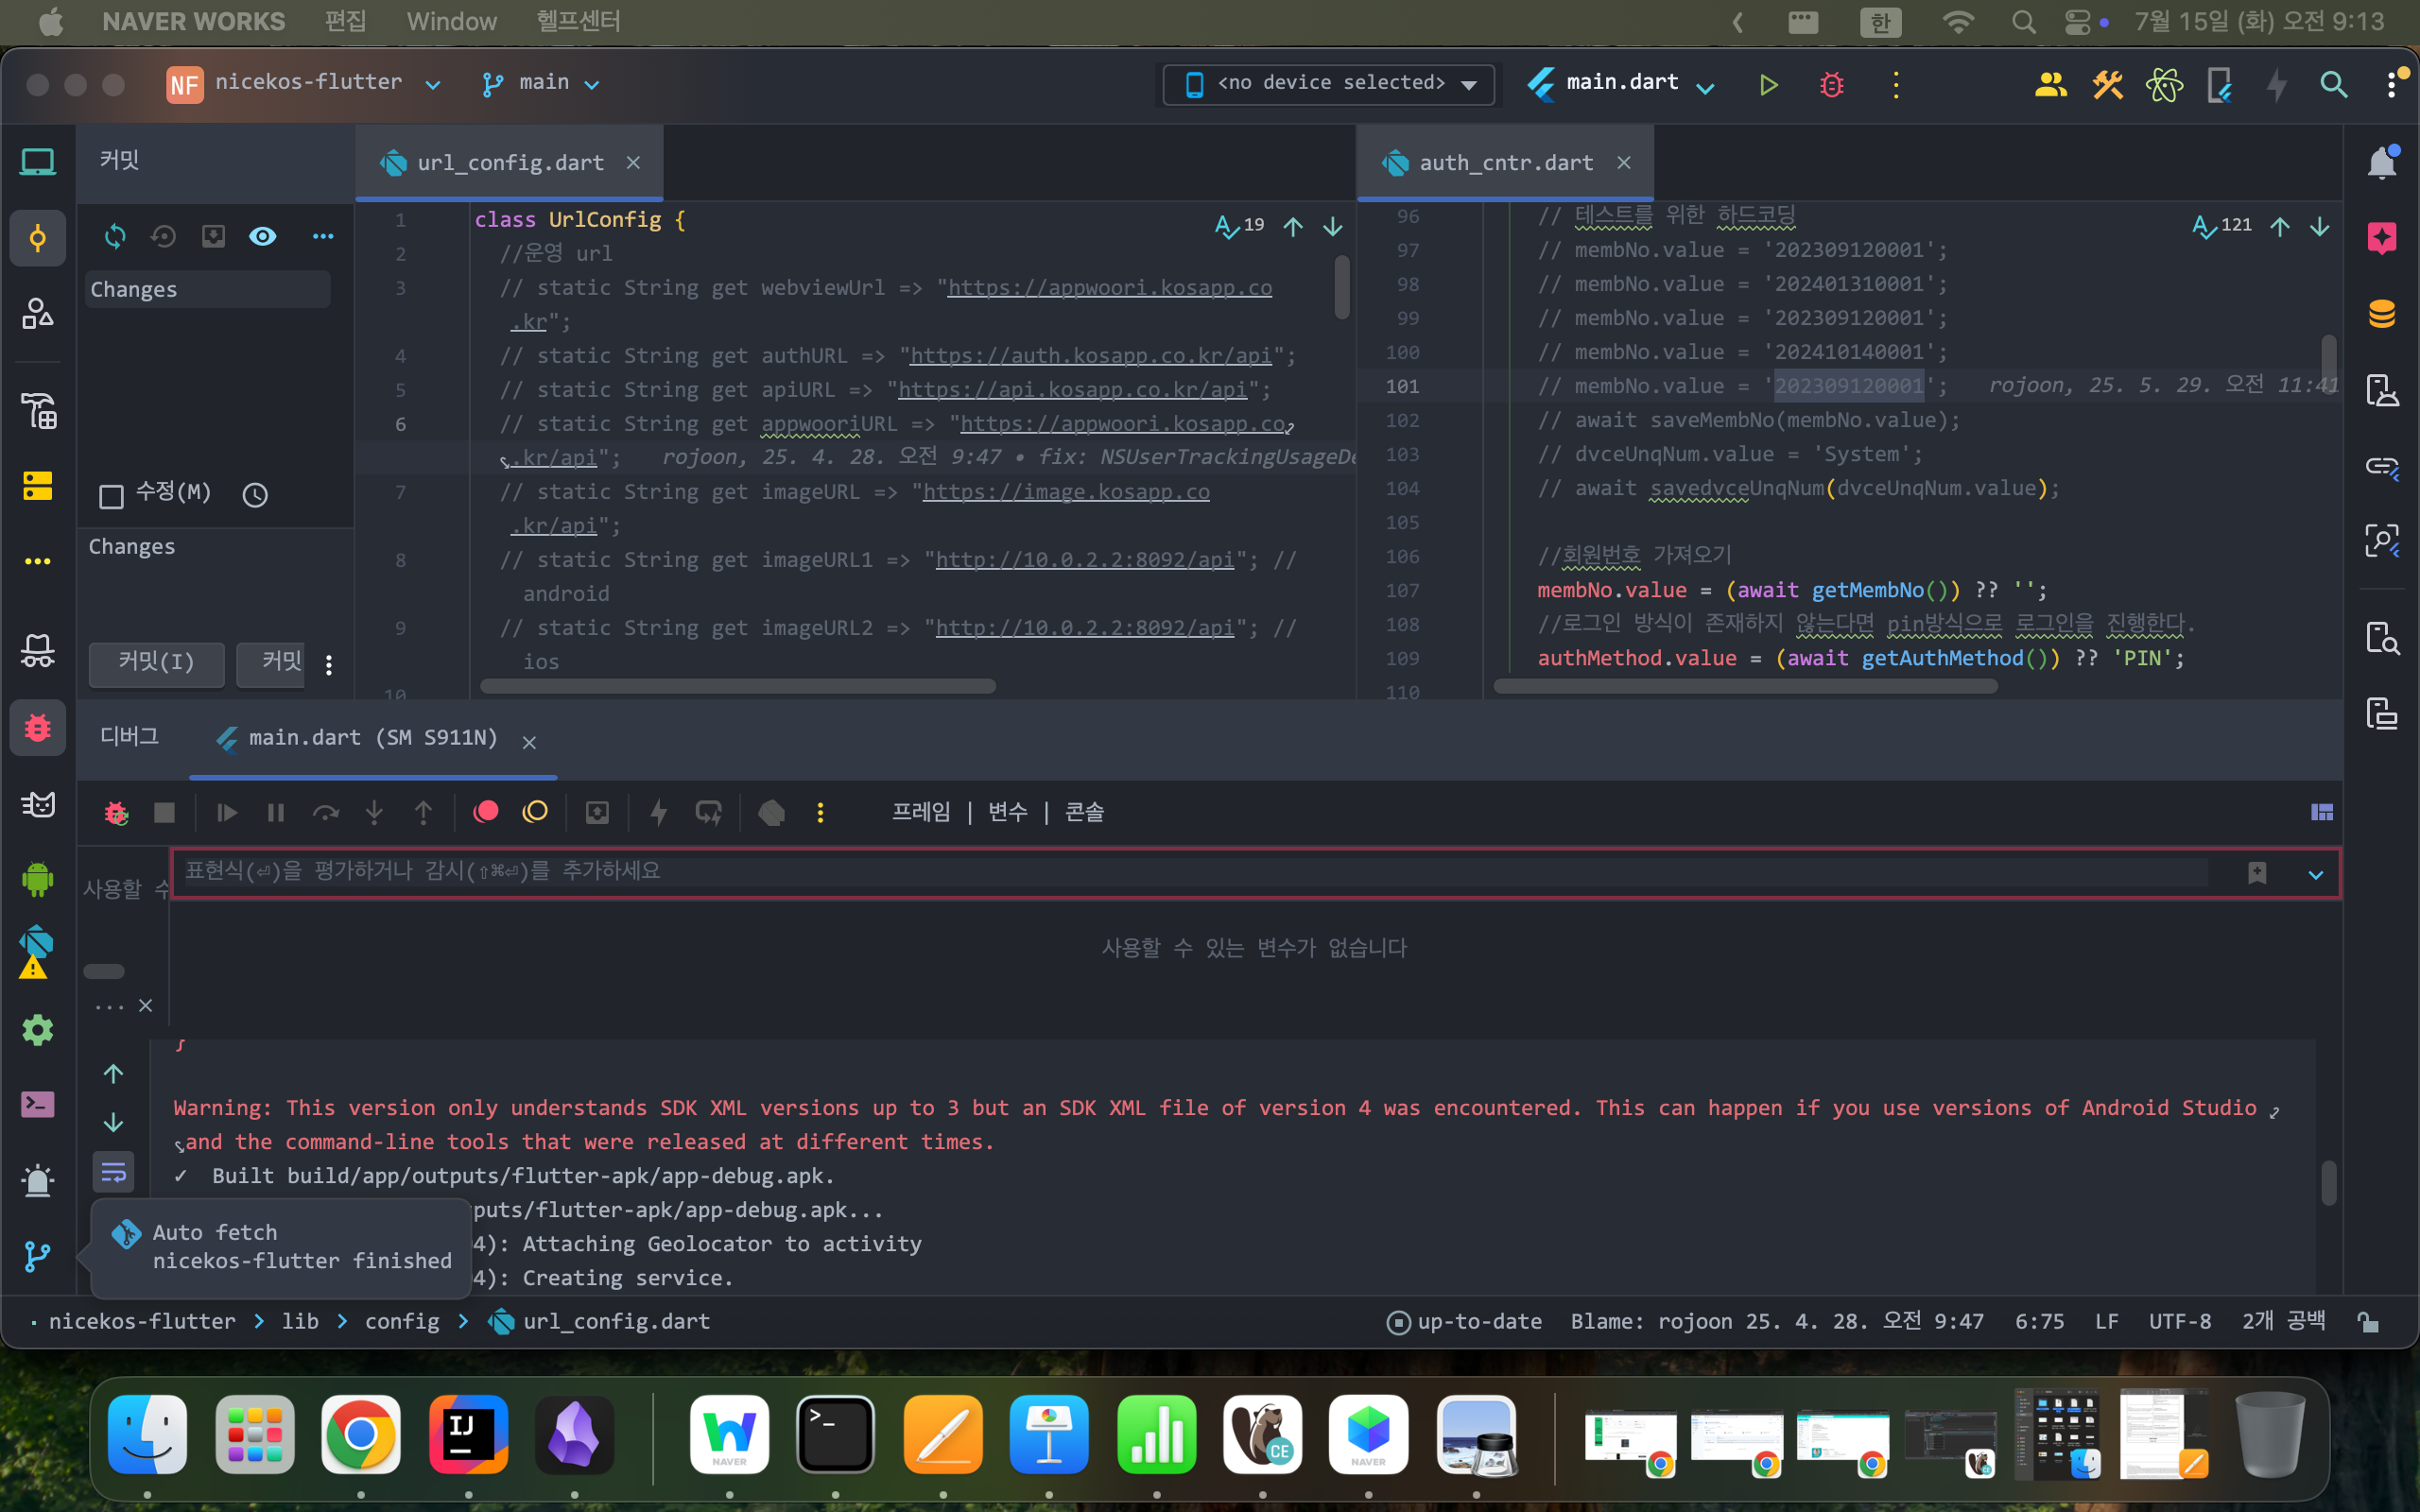 NAVER WORKS 편집 Window 헬프센터 한 7월 15일 (화) 오전 9:13
NF nicekos-flutter main <no device selected> main.dart
커밋
url_config.dart
auth_cntr.dart
Changes
1 class UrlConfig {
19
2 //운영 url
3 // static String get webviewUrl => "https://appwoori.kosapp.co
.kr";
4 // static String get authURL => "https://auth.kosapp.co.kr/api";
5 // static String get apiURL => "https://api.kosapp.co.kr/api";
6 // static String get appwooriURL => "https://appwoori.kosapp.co
.kr/api"; rojoon, 25. 4. 28. 오전 9:47 • fix: NSUserTrackingUsageDe
7 // static String get imageURL => "https://image.kosapp.co
.kr/api";
8 // static String get imageURL1 => "http://10.0.2.2:8092/api"; //
android
9 // static String get imageURL2 => "http://10.0.2.2:8092/api"; //
ios
10
96 // 테스트를 위한 하드코딩
121
97 // membNo.value = '202309120001';
98 // membNo.value = '202401310001';
99 // membNo.value = '202309120001';
100 // membNo.value = '202410140001';
101 // membNo.value = '202309120001'; rojoon, 25. 5. 29. 오전 11:41
102 // await saveMembNo(membNo.value);
103 // dvceUnqNum.value = 'System';
104 // await savedvceUnqNum(dvceUnqNum.value);
105
106 //회원번호 가져오기
107 membNo.value = (await getMembNo()) ?? '';
108 //로그인 방식이 존재하지 않는다면 pin방식으로 로그인을 진행한다.
109 authMethod.value = (await getAuthMethod()) ?? 'PIN';
110
수정(M)
Changes
커밋(I) 커밋
디버그 main.dart (SM S911N)
프레임 | 변수 | 콘솔
사용할 수
표현식(⏎)을 평가하거나 감시(⇧⌘⏎)를 추가하세요
사용할 수 있는 변수가 없습니다
...
}
Warning: This version only understands SDK XML versions up to 3 but an SDK XML file of version 4 was encountered. This can happen if you use versions of Android Studio
and the command-line tools that were released at different times.
✓ Built build/app/outputs/flutter-apk/app-debug.apk.
puts/flutter-apk/app-debug.apk...
4): Attaching Geolocator to activity
4): Creating service.
Auto fetch
nicekos-flutter finished
nicekos-flutter > lib > config > url_config.dart
up-to-date Blame: rojoon 25. 4. 28. 오전 9:47 6:75 LF UTF-8 2개 공백
IJ
NAVER
>_
CE
NAVER